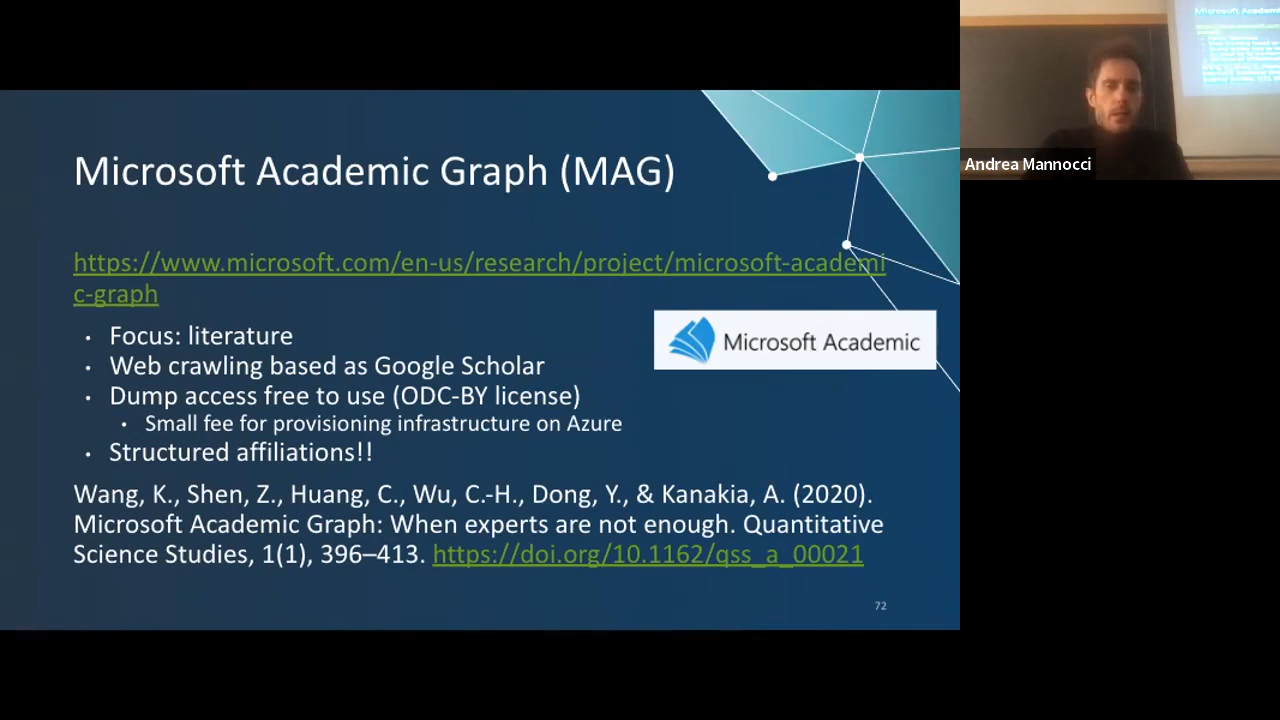 Microsoft Academic Graph (MAG)
https://www.microsoft.com/en-us/research/project/microsoft-academi
c-graph
• Focus: literature
• Web crawling based as Google Scholar
• Dump access free to use (ODC-BY license)
• Small fee for provisioning infrastructure on Azure
• Structured affiliations!!
Microsoft Academic
Wang, K., Shen, Z., Huang, C., Wu, C.-H., Dong, Y., & Kanakia, A. (2020).
Microsoft Academic Graph: When experts are not enough. Quantitative
Science Studies, 1(1), 396–413. https://doi.org/10.1162/qss_a_00021
72
Microsoft Academi
Andrea Mannocci